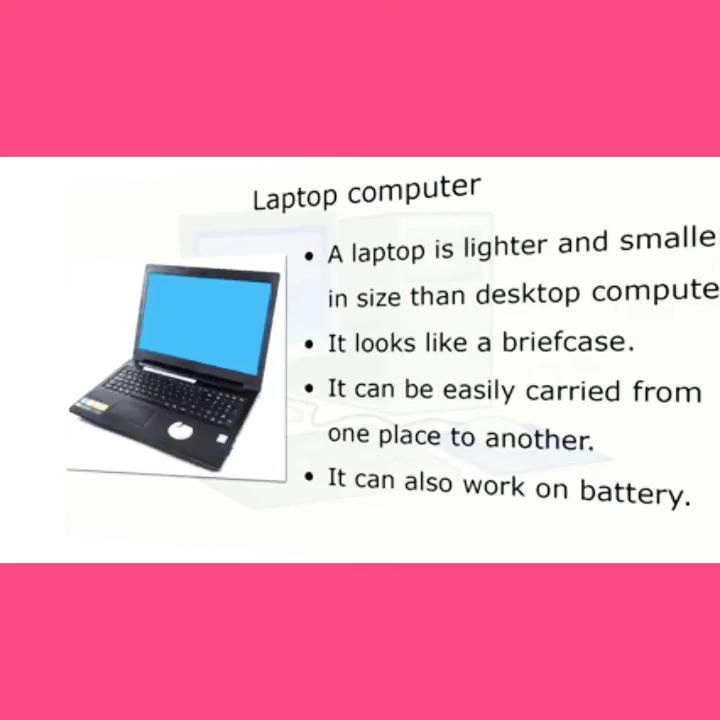 Laptop computer
• A laptop is lighter and smalle
in size than desktop compute
• It looks like a briefcase.
• It can be easily carried from
one place to another.
• It can also work on battery.